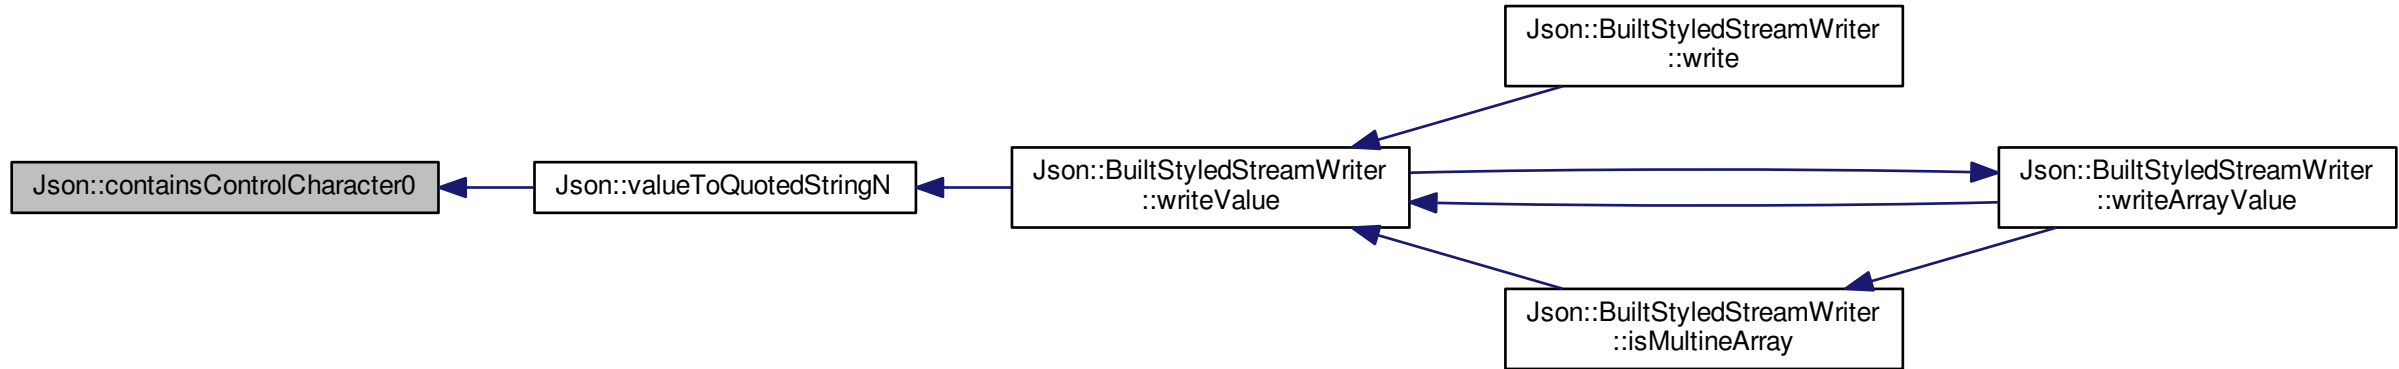 Json::containsControlCharacter0
Json::valueToQuotedStringN
Json::BuiltStyledStreamWriter
::writeValue
Json::BuiltStyledStreamWriter
::write
Json::BuiltStyledStreamWriter
::writeArrayValue
Json::BuiltStyledStreamWriter
::isMultineArray